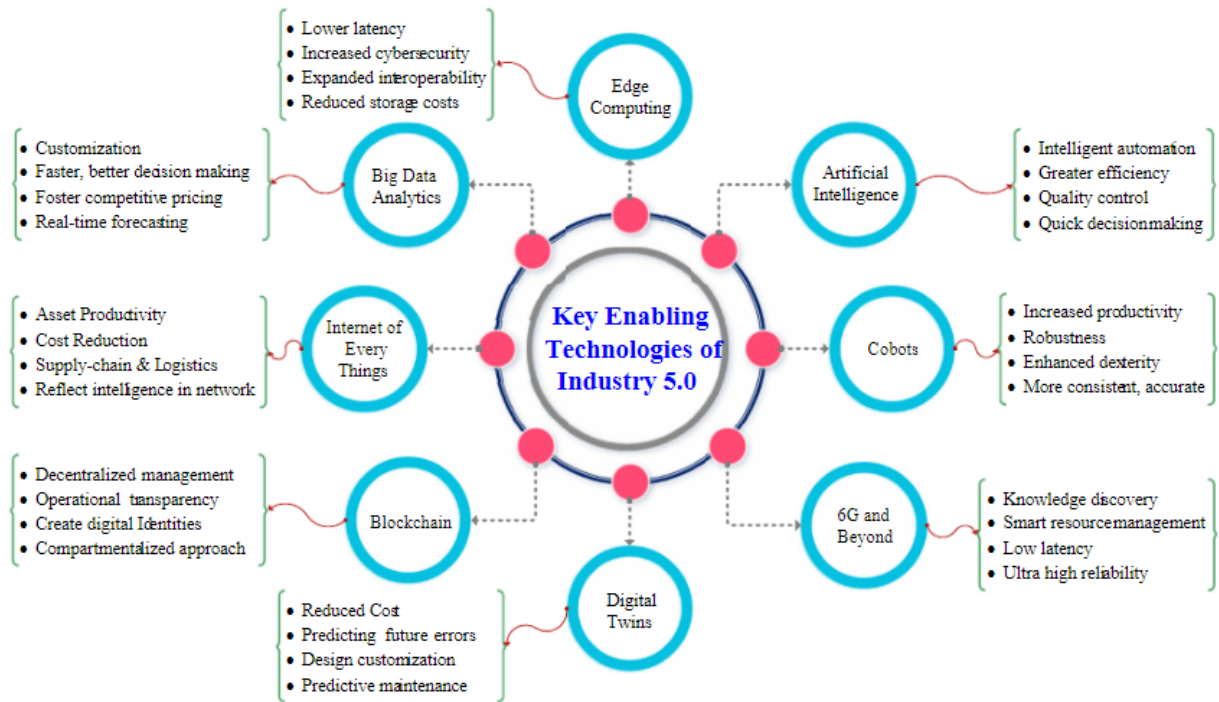 Lower latency
Increased cybersecurity
Expanded interoperability
Reduced storage costs
Edge
Computing
Customization
Faster, better decision making
Foster competitive pricing
Real-time forecasting
Big Data
Analytics
Artificial
Intelligence
Intelligent automation
Greater efficiency
Quality control
Quick decision making
Asset Productivity
Cost Reduction
Supply-chain & Logistics
Reflect intelligence in network
Internet of
Every
Things
Key Enabling
Technologies of
Industry 5.0
Cobots
Increased productivity
Robustness
Enhanced dexterity
More consistent, accurate
Decentralized management
Operational transparency
Create digital Identities
Compartmentalized approach
Blockchain
6G and
Beyond
Knowledge discovery
Smart resource management
Low latency
Ultra high reliability
Reduced Cost
Predicting future errors
Design customization
Predictive maintenance
Digital
Twins